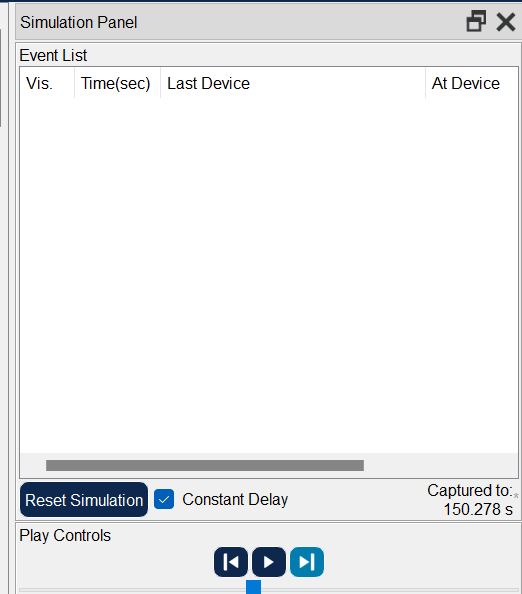 Simulation Panel
Event List
Vis. Time(sec) Last Device At Device
Reset Simulation Constant Delay Captured to:*
150.278 s
Play Controls